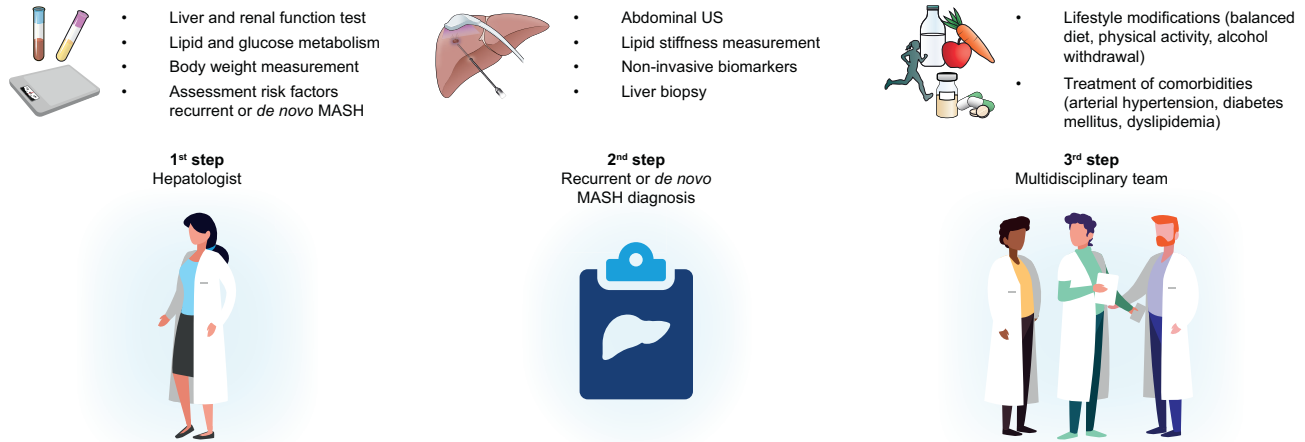 • Liver and renal function test
• Lipid and glucose metabolism
• Body weight measurement
• Assessment risk factors
recurrent or de novo MASH
1st step
Hepatologist
• Abdominal US
• Lipid stiffness measurement
• Non-invasive biomarkers
• Liver biopsy
2nd step
Recurrent or de novo
MASH diagnosis
• Lifestyle modifications (balanced
diet, physical activity, alcohol
withdrawal)
• Treatment of comorbidities
(arterial hypertension, diabetes
mellitus, dyslipidemia)
3rd step
Multidisciplinary team